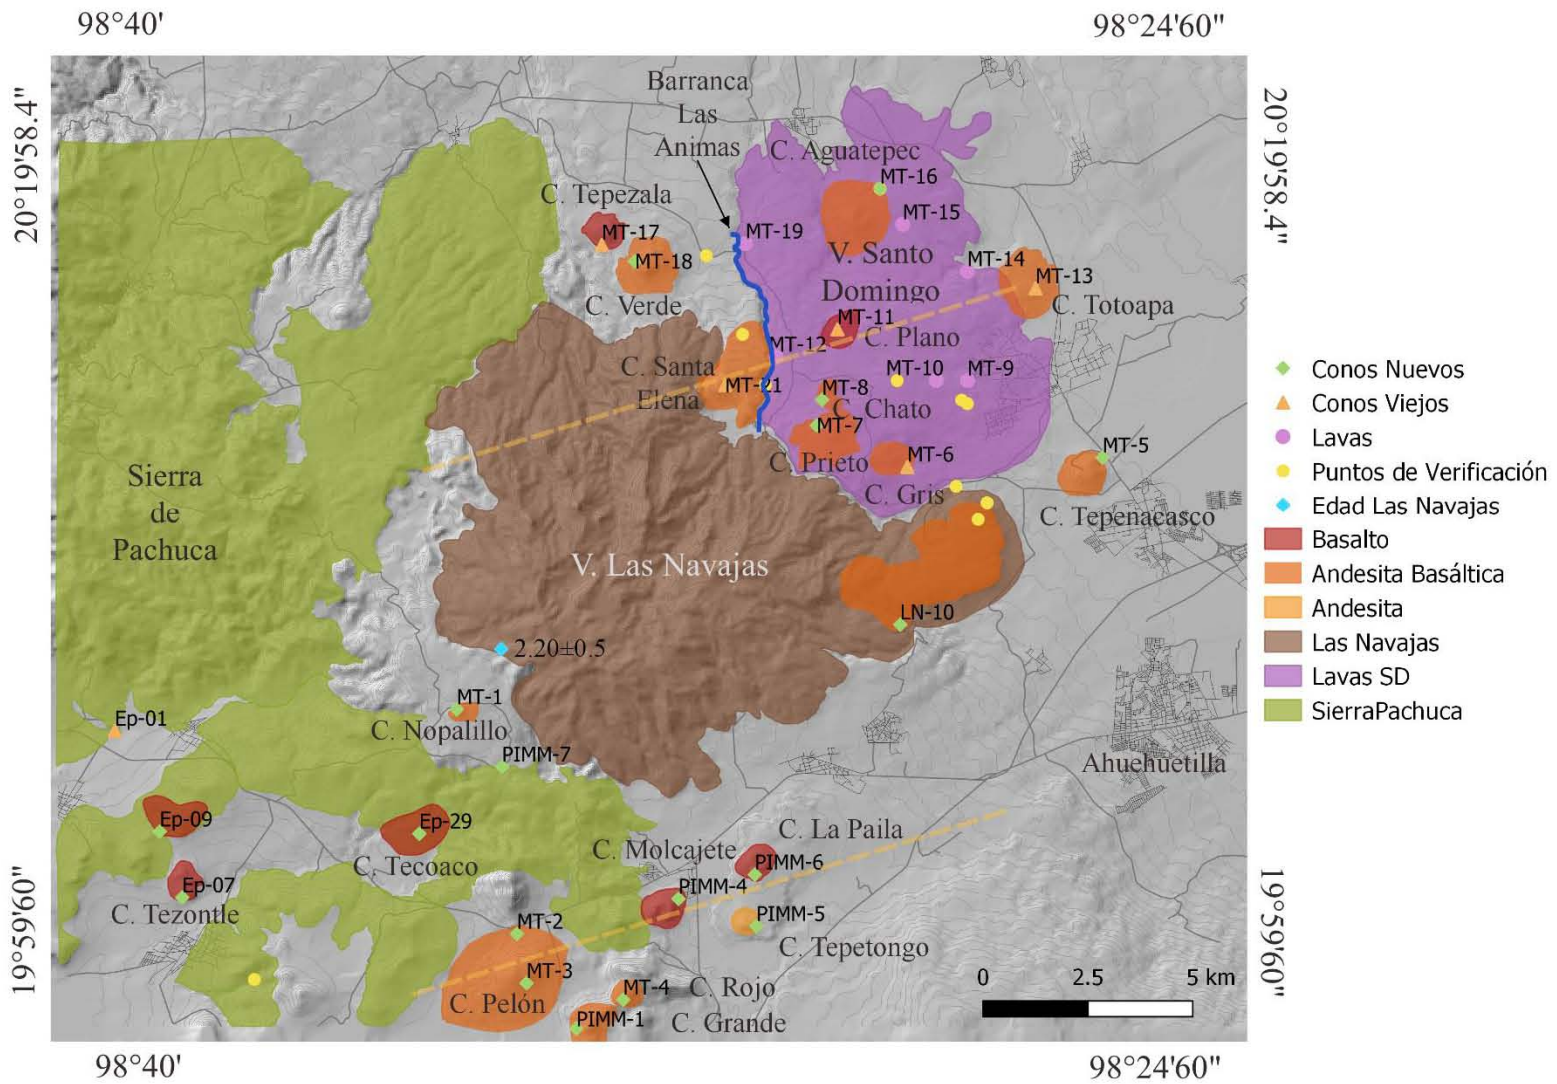 98°40'
98°24'60"
20°19'58.4"
20°19'58.4"
Barranca
Las
Animas
C. Aguatepec
MT-16
C. Tepezala
MT-15
MT-17
MT-19
V. Santo
Domingo
MT-14
MT-18
MT-13
C. Verde
C. Totoapa
MT-11
C. Plano
MT-12
C. Santa
Elena
MT-21
MT-10
MT-9
MT-8
C. Chato
MT-7
C. Prieto
MT-6
MT-5
C. Gris
C. Tepenacasco
Sierra
de
Pachuca
V. Las Navajas
LN-10
2.20±0.5
MT-1
C. Nopalillo
Ep-01
PIMM-7
Ahuehuetilla
Ep-09
Ep-29
C. Tecoaco
C. La Paila
C. Molcajete
PIMM-6
Ep-07
C. Tezontle
PIMM-4
PIMM-5
MT-2
C. Tepetongo
MT-3
C. Pelón
MT-4
C. Rojo
PIMM-1
C. Grande
0 2.5 5 km
19°59'60"
19°59'60"
98°40'
98°24'60"
Conos Nuevos
Conos Viejos
Lavas
Puntos de Verificación
Edad Las Navajas
Basalto
Andesita Basáltica
Andesita
Las Navajas
Lavas SD
SierraPachuca